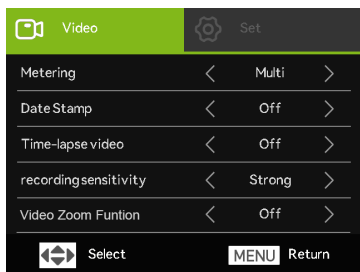 Video Set
Metering Multi
Date Stamp Off
Time-lapse video Off
recording sensitivity Strong
Video Zoom Funtion Off
Select MENU Return